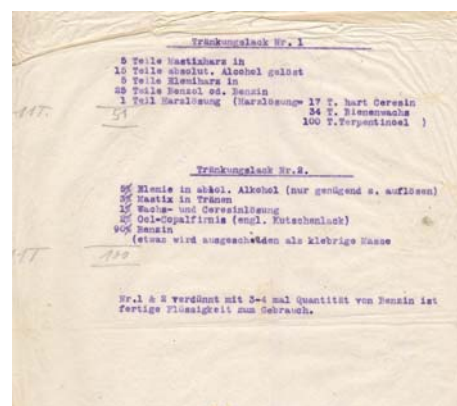 Tränkungslack Nr. 1
5 Teile Mastixharz in
15 Teile absolut. Alcohol gelöst
5 Teile Elemiharz in
25 Teile Benzol od. Benzin
1 Teil Harzlösung (Harzlösung= 17 T. hart Ceresin
34 T. Bienenwachs
100 T.Terpentinoel )
51
Tränkungslack Nr.2.
5% Elemie in absol. Alkohol (nur genügend z. auflösen)
3% Mastix in Tränen
1% Wachs- und Ceresinlösung
2% Oel-Copalfirnis (engl. Kutschenlack)
90% Benzin
(etwas wird ausgescheiden als klebrige Masse
100
Nr.1 & 2 verdünnt mit 3-4 mal Quantität von Benzin ist
fertige Flüssigkeit zum Gebrauch.